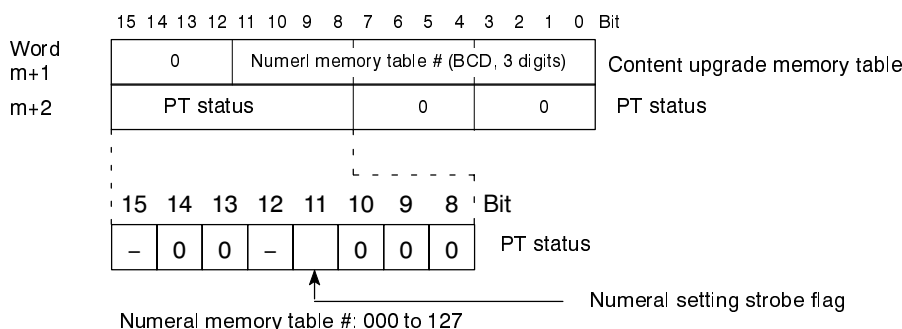 15 14 13 12 11 10 9 8 7 6 5 4 3 2 1 0 Bit
Word
m+1 0 Numerl memory table # (BCD, 3 digits) Content upgrade memory table
m+2 PT status 0 0 PT status
15 14 13 12 11 10 9 8 Bit
– 0 0 – 0 0 0 PT status
Numeral setting strobe flag
Numeral memory table #: 000 to 127